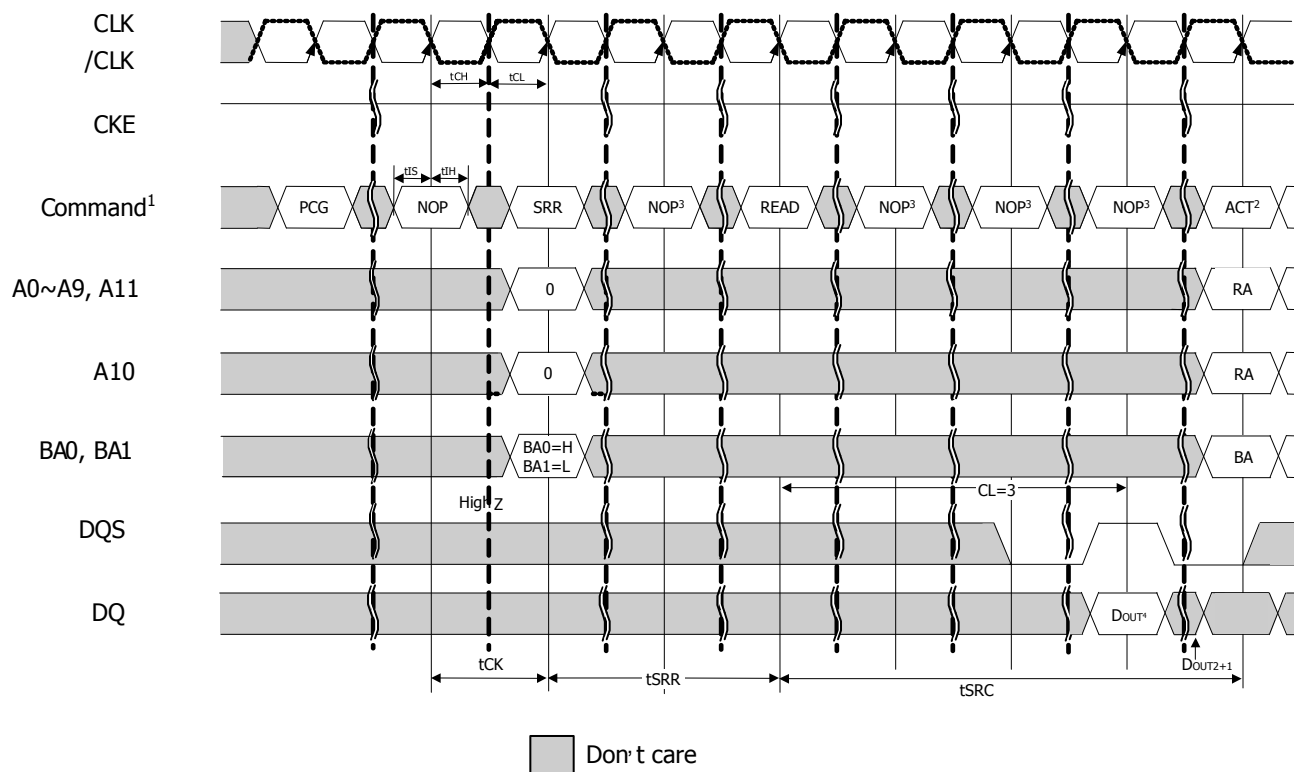 CLK
/CLK
tCH tCL
CKE
tIS tIH
Command1 PCG NOP SRR NOP3 READ NOP3 NOP3 NOP3 ACT2
A0~A9, A11 0 RA
A10 0 RA
BA0, BA1 BA0=H BA1=L BA
CL=3
High Z
DQS
DQ DOUT4
DOUT2+1
tCK tSRR tSRC
Don't care